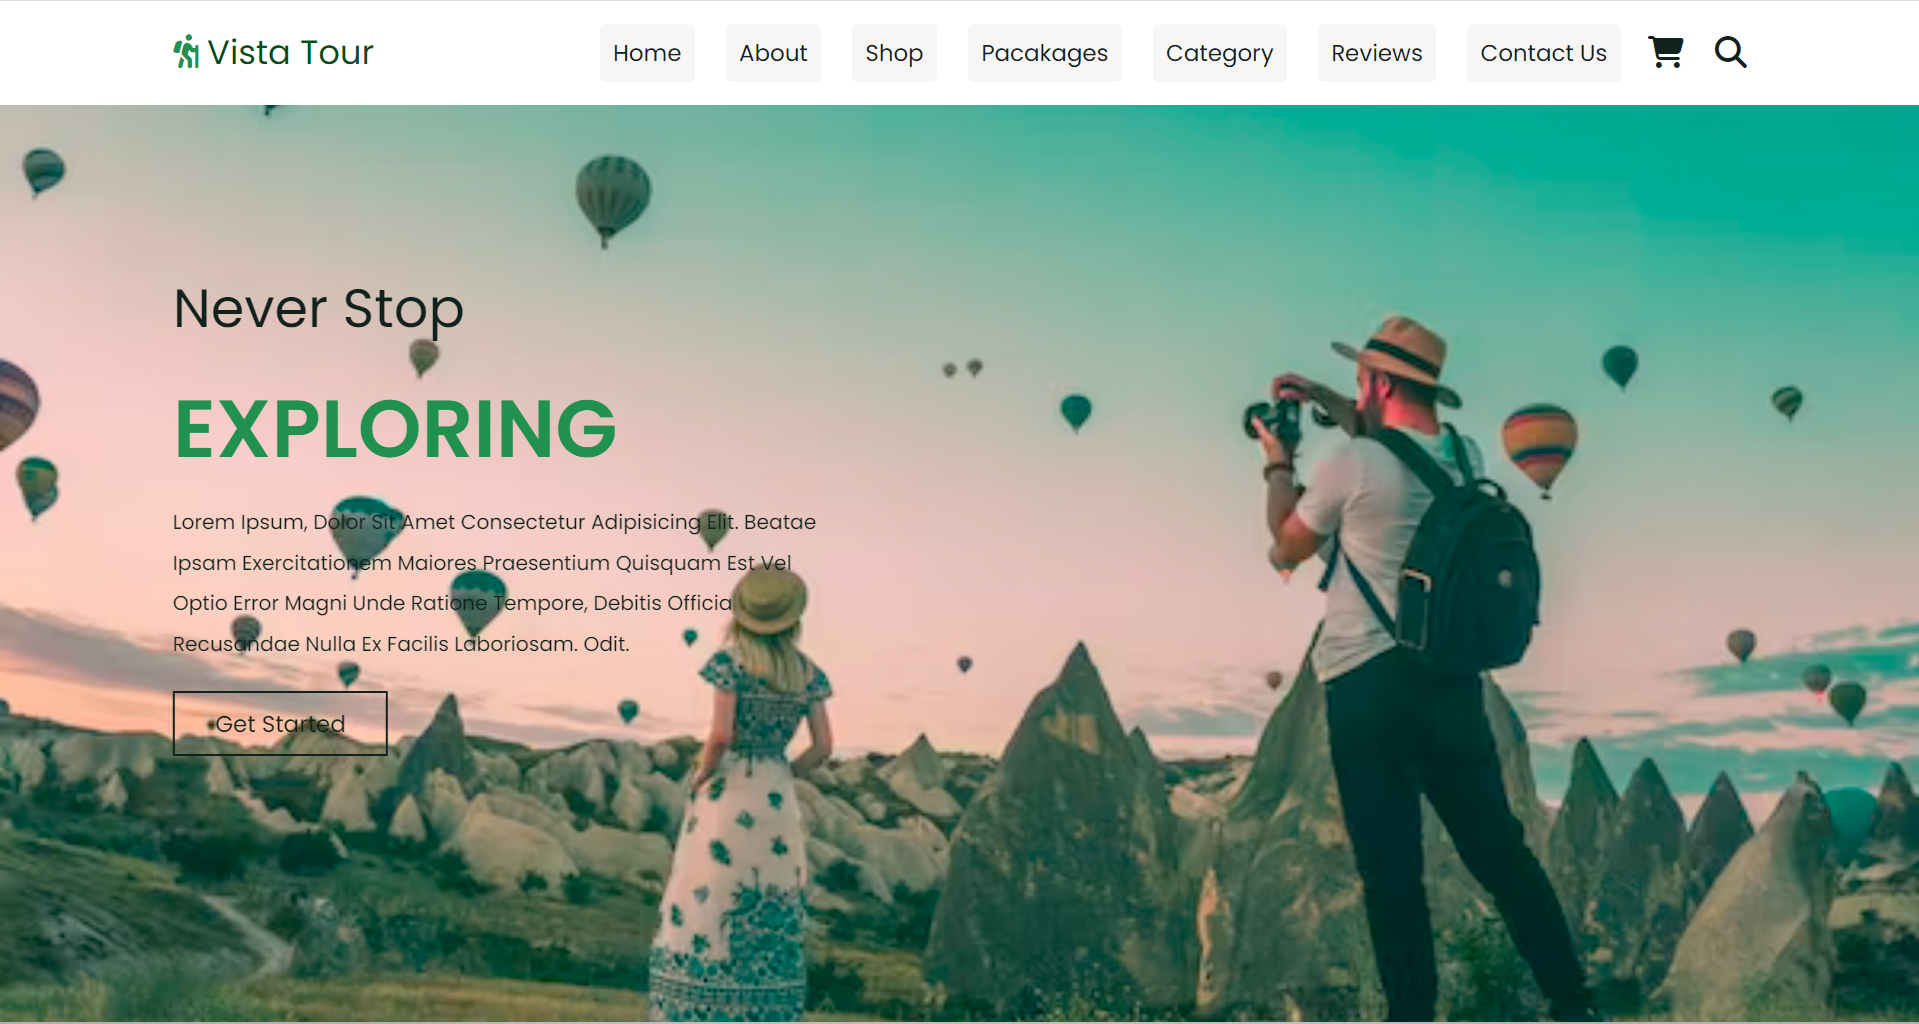 Vista Tour
Home
About
Shop
Pacakages
Category
Reviews
Contact Us
Never Stop
EXPLORING
Lorem Ipsum, Dolor Sit Amet Consectetur Adipisicing Elit. Beatae
Ipsam Exercitationem Maiores Praesentium Quisquam Est Vel
Optio Error Magni Unde Ratione Tempore, Debitis Officia
Recusandae Nulla Ex Facilis Laboriosam. Odit.
Get Started